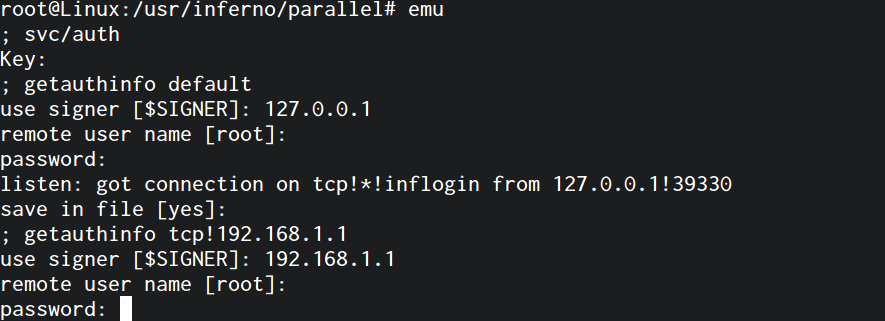 root@Linux:/usr/inferno/parallel# emu
; svc/auth
Key:
; getauthinfo default
use signer [$SIGNER]: 127.0.0.1
remote user name [root]:
password:
listen: got connection on tcp!*!inflogin from 127.0.0.1!39330
save in file [yes]:
; getauthinfo tcp!192.168.1.1
use signer [$SIGNER]: 192.168.1.1
remote user name [root]:
password: